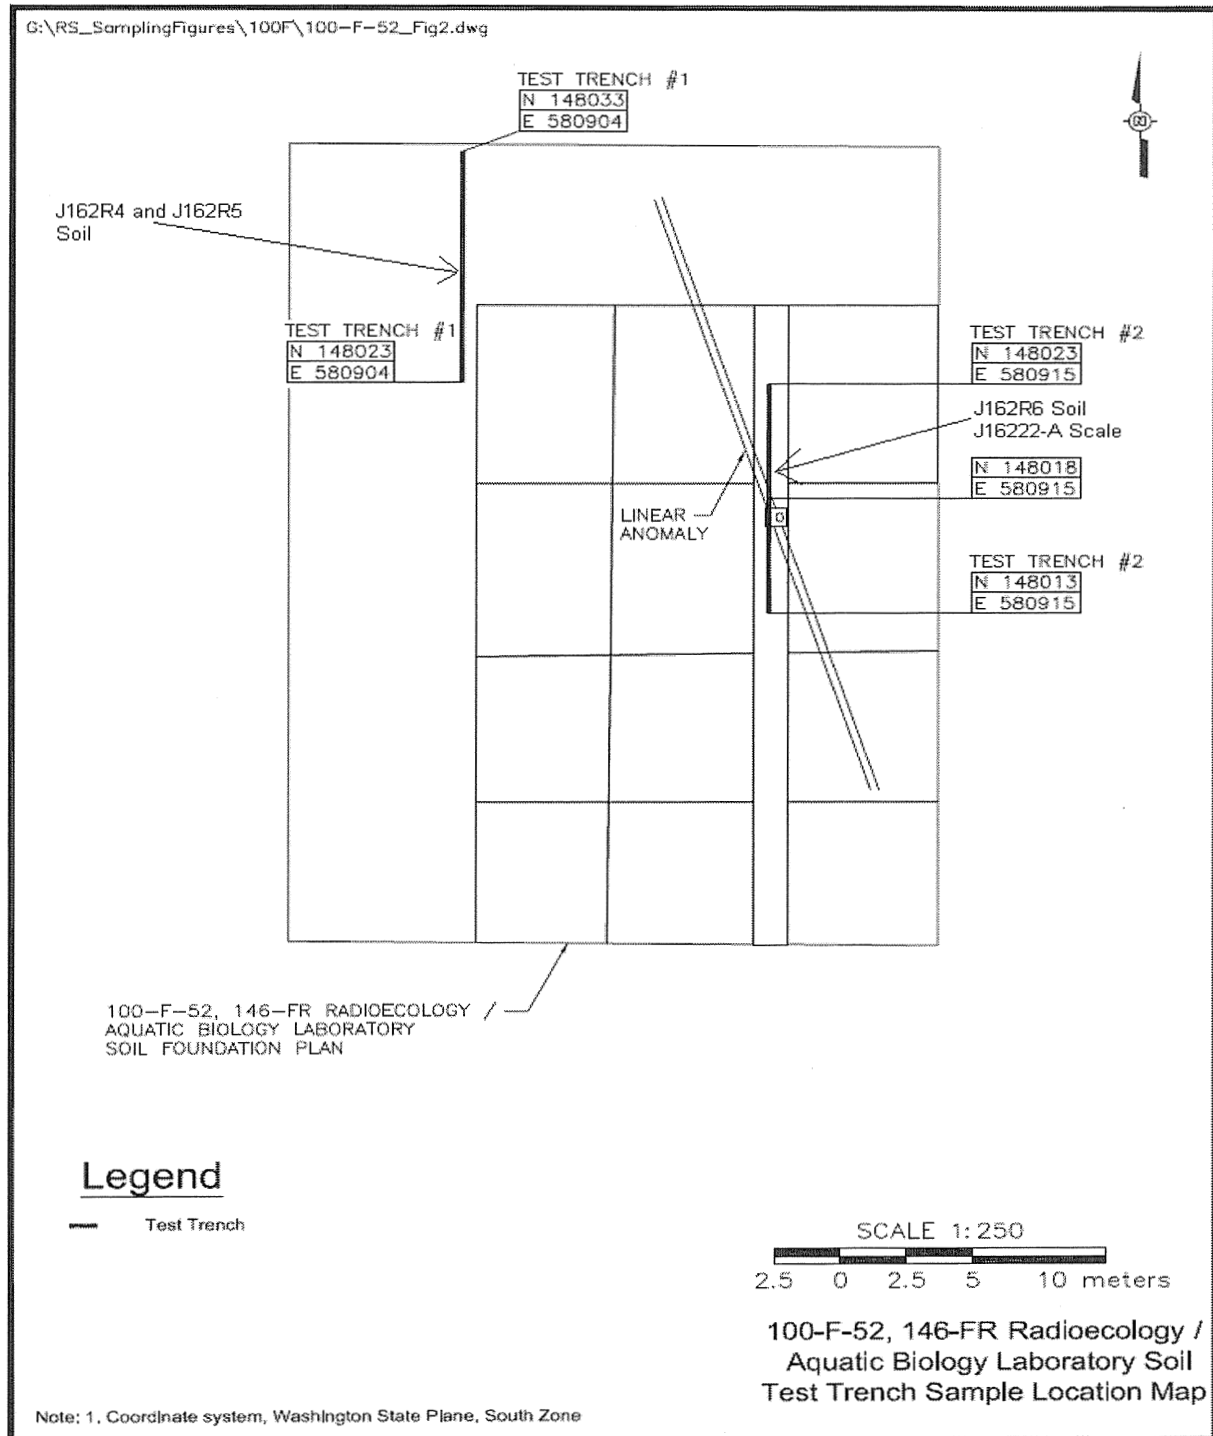 G:\RS_SamplingFigures\100F\100-F-52_Fig2.dwg
TEST TRENCH #1
N 148033
E 580904
J162R4 and J162R5
Soil
TEST TRENCH #1
N 148023
E 580904
TEST TRENCH #2
N 148023
E 580915
J162R6 Soil
J16222-A Scale
N 148018
E 580915
LINEAR
ANOMALY
TEST TRENCH #2
N 148013
E 580915
100-F-52, 146-FR RADIOECOLOGY /
AQUATIC BIOLOGY LABORATORY
SOIL FOUNDATION PLAN
Legend
Test Trench
SCALE 1:250
2.5 0 2.5 5 10 meters
100-F-52, 146-FR Radioecology /
Aquatic Biology Laboratory Soil
Test Trench Sample Location Map
Note: 1, Coordinate system, Washington State Plane, South Zone